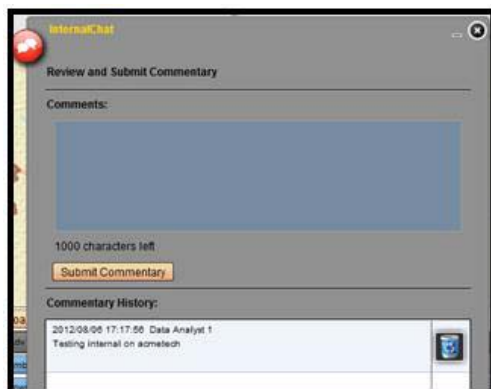 InternalChat
Review and Submit Commentary
Comments:
1000 characters left
Submit Commentary
Commentary History:
2012/08/06 17:17:56 Data Analyst 1
Testing Internal on acmetech